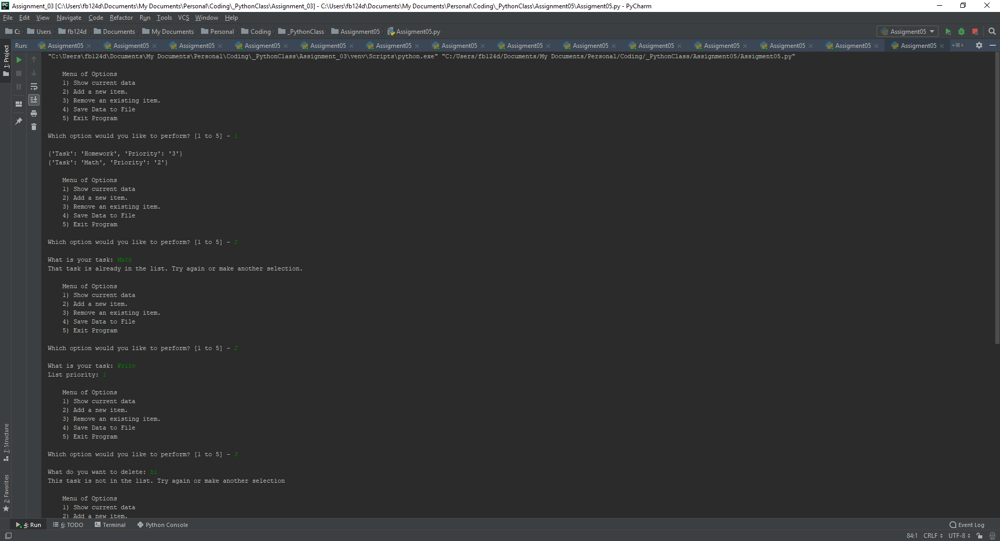 PC Assignment_03 [C:\Users\fb124d\Documents\My Documents\Personal\Coding\_PythonClass\Assignment_03] - C:\Users\fb124d\Documents\My Documents\Personal\Coding\_PythonClass\Assignment05\Assigment05.py - PyCharm
File Edit View Navigate Code Refactor Run Tools VCS Window Help
C: Users fb124d Documents My Documents Personal Coding _PythonClass Assignment05 Assigment05.py Assigment05
Run: Assigment05 Assigment05 Assigment05 Assigment05 Assigment05 Assigment05 Assigment05 Assigment05 Assigment05 Assigment05 Assigment05 Assigment05 Assigment05 Assigment05 9
1: Project
7: Structure
2: Favorites
"C:\Users\fb124d\Documents\My Documents\Personal\Coding\_PythonClass\Assignment_03\venv\Scripts\python.exe" "C:/Users/fb124d/Documents/My Documents/Personal/Coding/_PythonClass/Assignment05/Assigment05.py"
Menu of Options
1) Show current data
2) Add a new item.
3) Remove an existing item.
4) Save Data to File
5) Exit Program
Which option would you like to perform? [1 to 5] - 1
{'Task': 'Homework', 'Priority': '3'}
{'Task': 'Math', 'Priority': '2'}
Menu of Options
1) Show current data
2) Add a new item.
3) Remove an existing item.
4) Save Data to File
5) Exit Program
Which option would you like to perform? [1 to 5] - 2
What is your task: Math
That task is already in the list. Try again or make another selection.
Menu of Options
1) Show current data
2) Add a new item.
3) Remove an existing item.
4) Save Data to File
5) Exit Program
Which option would you like to perform? [1 to 5] - 2
What is your task: Write
List priority: 1
Menu of Options
1) Show current data
2) Add a new item.
3) Remove an existing item.
4) Save Data to File
5) Exit Program
Which option would you like to perform? [1 to 5] - 3
What do you want to delete: hi
This task is not in the list. Try again or make another selection
Menu of Options
1) Show current data
2) Add a new item.
4: Run 6: TODO Terminal Python Console Event Log
84:1 CRLF UTF-8